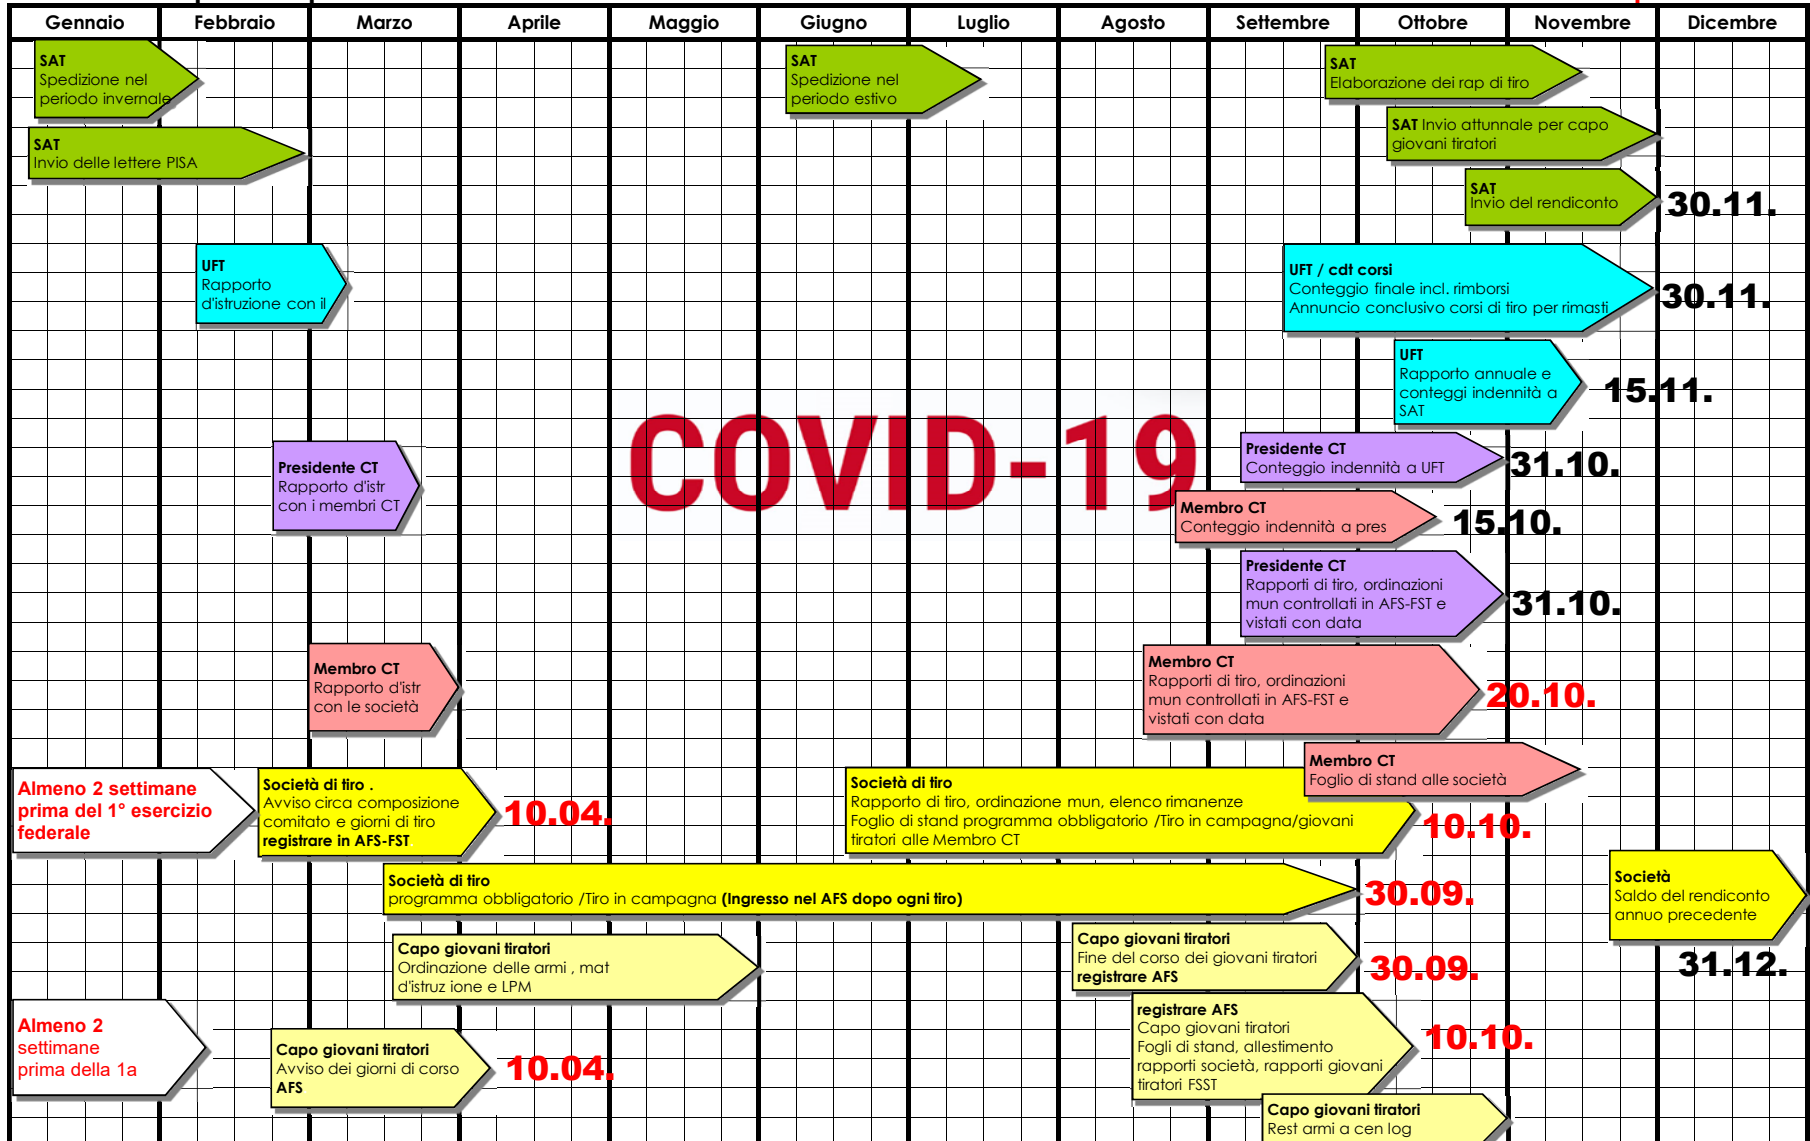 Gennaio Febbraio Marzo Aprile Maggio Giugno Luglio Agosto Settembre Ottobre Novembre Dicembre
SAT
Spedizione nel
periodo invernale
SAT
Spedizione nel
periodo estivo
SAT
Elaborazione dei rap di tiro
SAT Invio attunnale per capo
giovani tiratori
SAT
Invio delle lettere PISA
SAT
Invio del rendiconto
30.11.
UFT
Rapporto
d'istruzione con il
UFT / cdt corsi
Conteggio finale incl. rimborsi
Annuncio conclusivo corsi di tiro per rimasti
30.11.
UFT
Rapporto annuale e
conteggi indennità a
SAT
15.11.
COVID-19
Presidente CT
Rapporto d'istr
con i membri CT
Presidente CT
Conteggio indennità a UFT
31.10.
Membro CT
Conteggio indennità a pres
15.10.
Presidente CT
Rapporti di tiro, ordinazioni
mun controllati in AFS-FST e
vistati con data
31.10.
Membro CT
Rapporto d'istr
con le società
Membro CT
Rapporti di tiro, ordinazioni
mun controllati in AFS-FST e
vistati con data
20.10.
Membro CT
Foglio di stand alle società
Almeno 2 settimane
prima del 1° esercizio
federale
Società di tiro .
Avviso circa composizione
comitato e giorni di tiro
registrare in AFS-FST
10.04.
Società di tiro
Rapporto di tiro, ordinazione mun, elenco rimanenze
Foglio di stand programma obbligatorio /Tiro in campagna/giovani
tiratori alle Membro CT
10.10.
Società di tiro
programma obbligatorio /Tiro in campagna (Ingresso nel AFS dopo ogni tiro)
30.09.
Società
Saldo del rendiconto
annuo precedente
31.12.
Capo giovani tiratori
Ordinazione delle armi , mat
d'istruz ione e LPM
Capo giovani tiratori
Fine del corso dei giovani tiratori
registrare AFS
30.09.
Almeno 2
settimane
prima della 1a
Capo giovani tiratori
Avviso dei giorni di corso
AFS
10.04.
registrare AFS
Capo giovani tiratori
Fogli di stand, allestimento
rapporti società, rapporti giovani
tiratori FSST
10.10.
Capo giovani tiratori
Rest armi a cen log